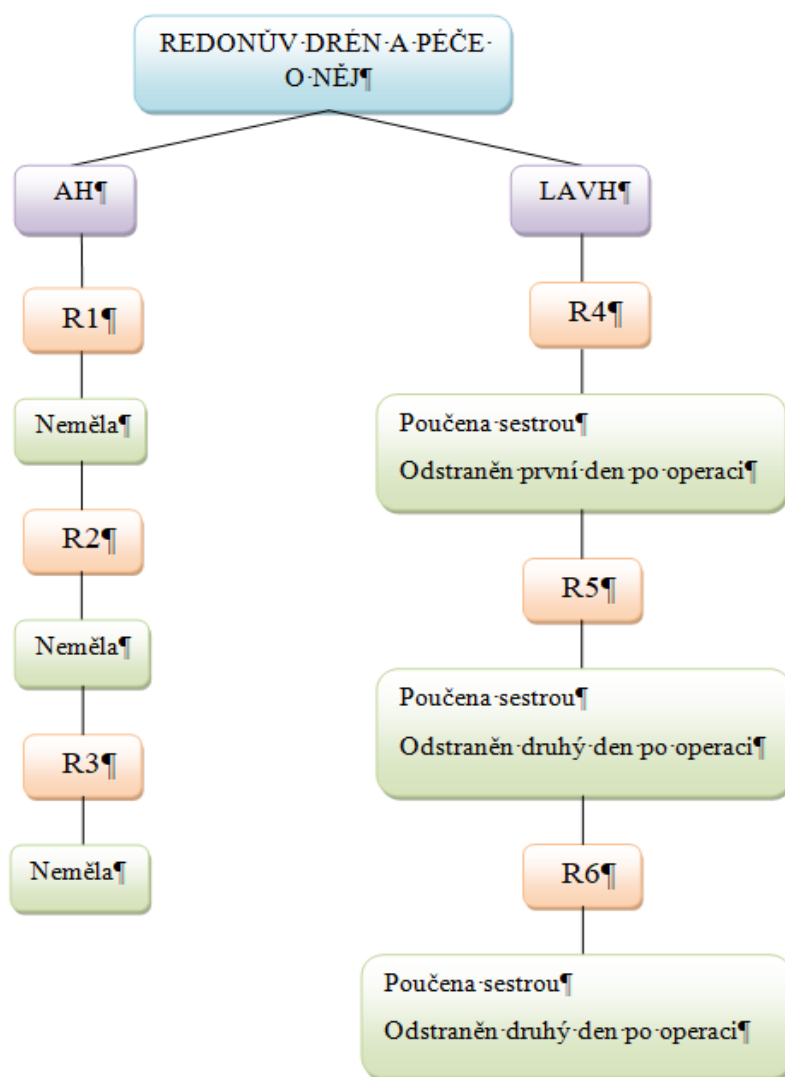 REDONŮV·DRÉN·A·PÉČE·
O·NĚJ¶
AH¶
LAVH¶
R1¶
Neměla¶
R2¶
Neměla¶
R3¶
Neměla¶
R4¶
Poučena·sestrou¶
Odstraněn·první·den·po·operaci¶
R5¶
Poučena·sestrou¶
Odstraněn·druhý·den·po·operaci¶
R6¶
Poučena·sestrou¶
Odstraněn·druhý·den·po·operaci¶